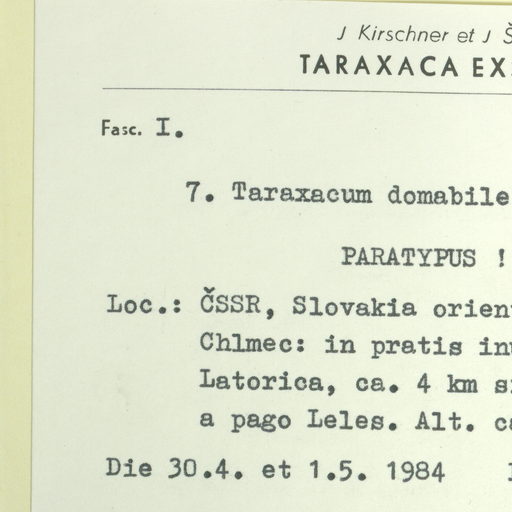 J Kirschner et J Š
TARAXACA EX
Fasc. I.
7. Taraxacum domabile
PARATYPUS !
Loc.: ČSSR, Slovakia orien
Chlmec: in pratis in
Latorica, ca. 4 km s
a pago Leles. Alt. c
Die 30.4. et 1.5. 1984